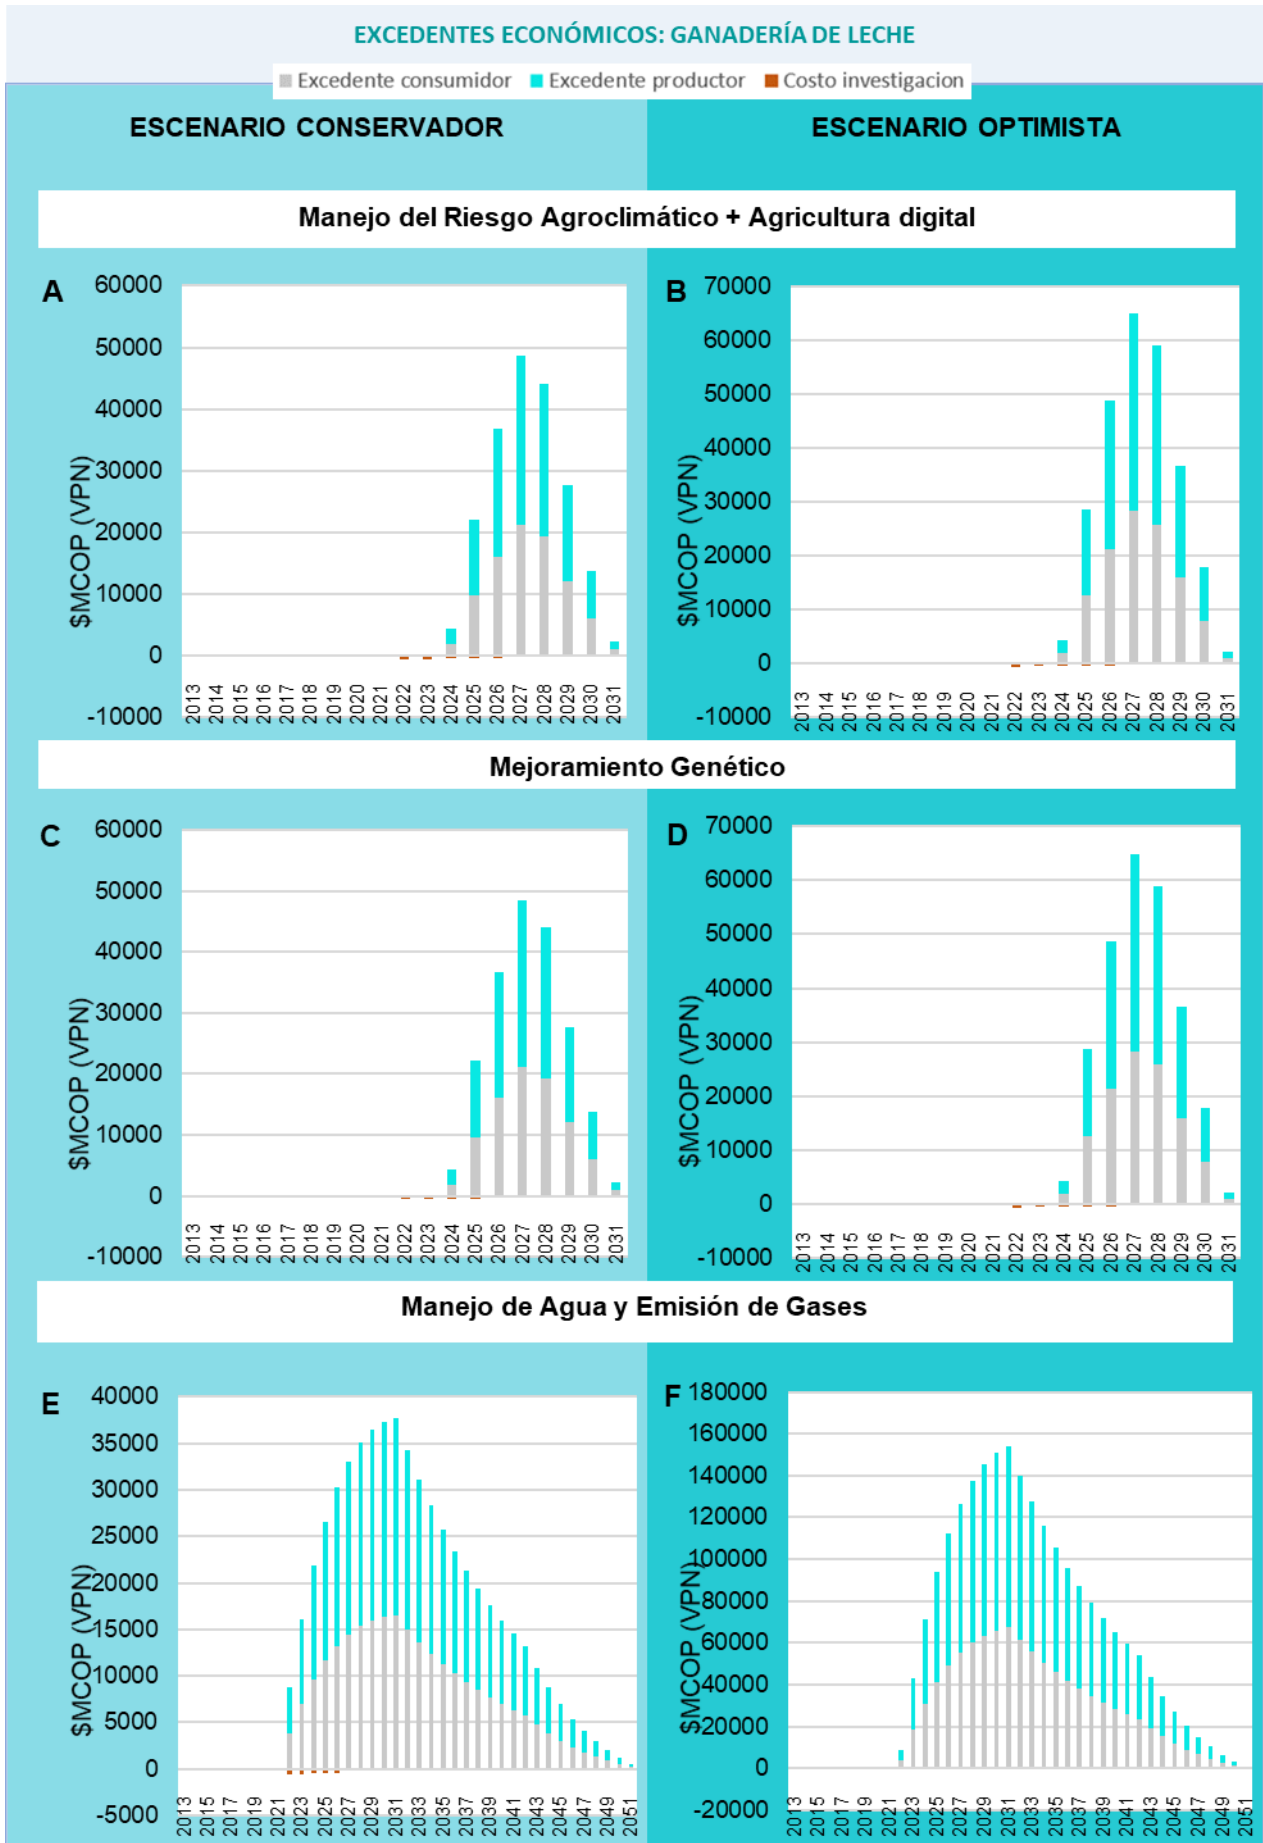 EXCEDENTES ECONÓMICOS: GANADERÍA DE LECHE
Excedente consumidor Excedente productor Costo investigacion
ESCENARIO CONSERVADOR ESCENARIO OPTIMISTA
Manejo del Riesgo Agroclimático + Agricultura digital
A
$MCOP (VPN)
60000
50000
40000
30000
20000
10000
0
-10000
2013 2014 2015 2016 2017 2018 2019 2020 2021 2022 2023 2024 2025 2026 2027 2028 2029 2030 2031
B
$MCOP (VPN)
70000
60000
50000
40000
30000
20000
10000
0
-10000
2013 2014 2015 2016 2017 2018 2019 2020 2021 2022 2023 2024 2025 2026 2027 2028 2029 2030 2031
Mejoramiento Genético
C
$MCOP (VPN)
60000
50000
40000
30000
20000
10000
0
-10000
2013 2014 2015 2016 2017 2018 2019 2020 2021 2022 2023 2024 2025 2026 2027 2028 2029 2030 2031
D
$MCOP (VPN)
70000
60000
50000
40000
30000
20000
10000
0
-10000
2013 2014 2015 2016 2017 2018 2019 2020 2021 2022 2023 2024 2025 2026 2027 2028 2029 2030 2031
Manejo de Agua y Emisión de Gases
E
$MCOP (VPN)
40000
35000
30000
25000
20000
15000
10000
5000
0
-5000
2013 2015 2017 2019 2021 2023 2025 2027 2029 2031 2033 2035 2037 2039 2041 2043 2045 2047 2049 2051
F
$MCOP (VPN)
180000
160000
140000
120000
100000
80000
60000
40000
20000
0
-20000
2013 2015 2017 2019 2021 2023 2025 2027 2029 2031 2033 2035 2037 2039 2041 2043 2045 2047 2049 2051